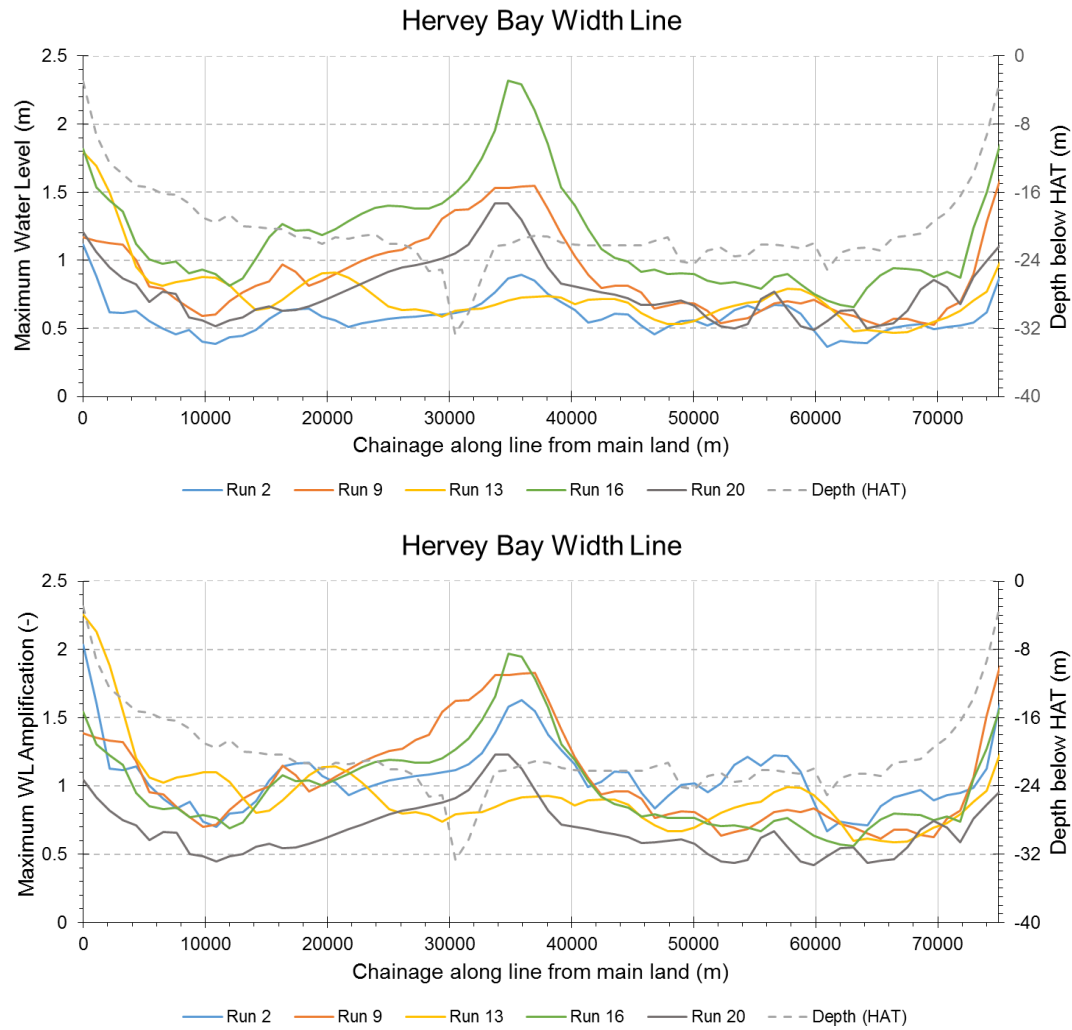 Hervey Bay Width Line
2.5
2
1.5
1
0.5
0
Maximum Water Level (m)
0
-8
-16
-24
-32
-40
Depth below HAT (m)
0 10000 20000 30000 40000 50000 60000 70000
Chainage along line from main land (m)
Run 2 Run 9 Run 13 Run 16 Run 20 Depth (HAT)
Hervey Bay Width Line
2.5
2
1.5
1
0.5
0
Maximum WL Amplification (-)
0
-8
-16
-24
-32
-40
Depth below HAT (m)
0 10000 20000 30000 40000 50000 60000 70000
Chainage along line from main land (m)
Run 2 Run 9 Run 13 Run 16 Run 20 Depth (HAT)